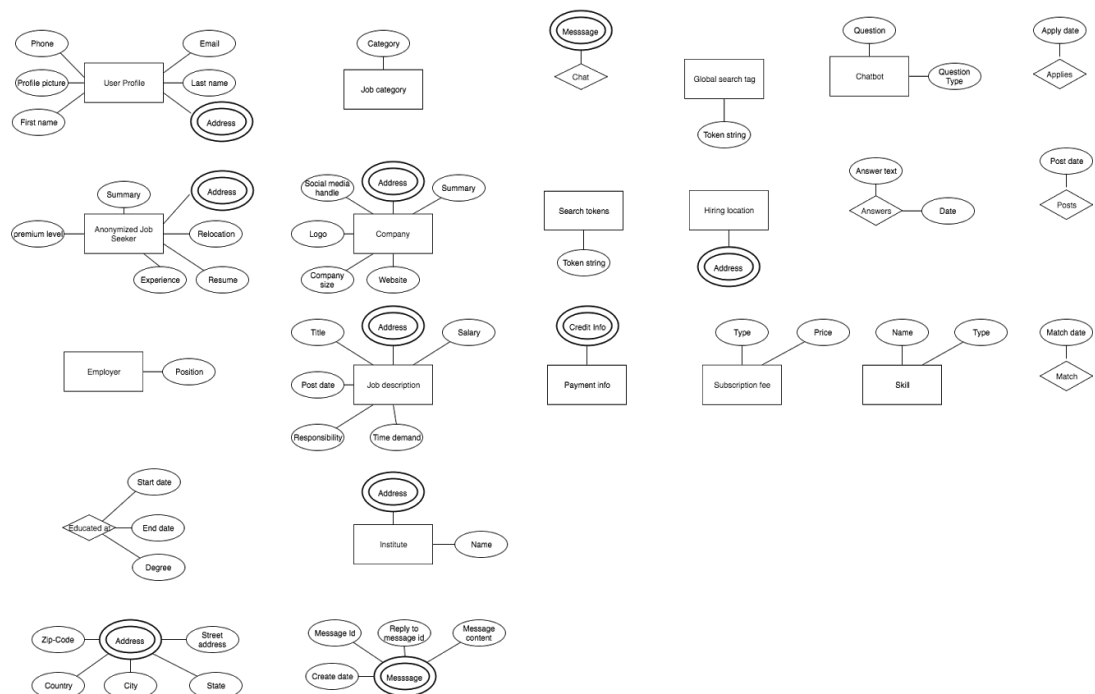 Phone
Email
Profile picture
User Profile
Last name
First name
Address
Category
Job category
Messsage
Chat
Global search tag
Token string
Question
Chatbot
Question
Type
Apply date
Applies
Summary
Address
premium level
Anonymized Job
Seeker
Relocation
Experience
Resume
Social media
handle
Address
Summary
Logo
Company
Company
size
Website
Search tokens
Token string
Hiring location
Address
Answer text
Answers
Date
Post date
Posts
Employer
Position
Title
Address
Salary
Post date
Job description
Responsibility
Time demand
Credit Info
Payment info
Type
Price
Subscription fee
Name
Type
Skill
Match date
Match
Start date
Educated at
End date
Degree
Address
Institute
Name
Zip-Code
Address
Street
address
Country
City
State
Message Id
Reply to
message id
Message
content
Create date
Messsage